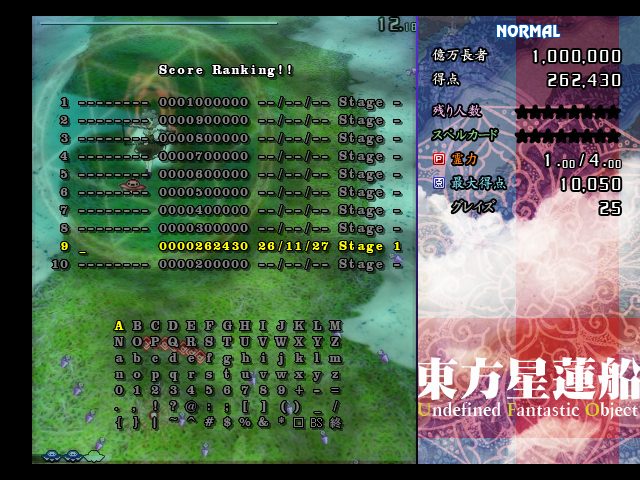 12.16
Score Ranking!!
1 -------- 0001000000 --/--/-- Stage -
2 -------- 0000900000 --/--/-- Stage -
3 -------- 0000800000 --/--/-- Stage -
4 -------- 0000700000 --/--/-- Stage -
5 -------- 0000600000 --/--/-- Stage -
6 -------- 0000500000 --/--/-- Stage -
7 -------- 0000400000 --/--/-- Stage -
8 -------- 0000300000 --/--/-- Stage -
9 _ 0000262430 26/11/27 Stage 1
10 -------- 0000200000 --/--/-- Stage -
A B C D E F G H I J K L M
N O P Q R S T U V W X Y Z
a b c d e f g h i j k l m
n o p q r s t u v w x y z
0 1 2 3 4 5 6 7 8 9 + - =
. , ! ? @ : ; [ ] ( ) _ /
{ } | ~ ^ # $ % & * □ BS 終
NORMAL
億万長者 1,000,000
得点 262,430
残り人数 ★★★★★★★★
スペルカード ★★★★★★★★
P 霊力 1.00/4.00
点 最大得点 10,050
グレイズ 25
東方星蓮船
Undefined Fantastic Object